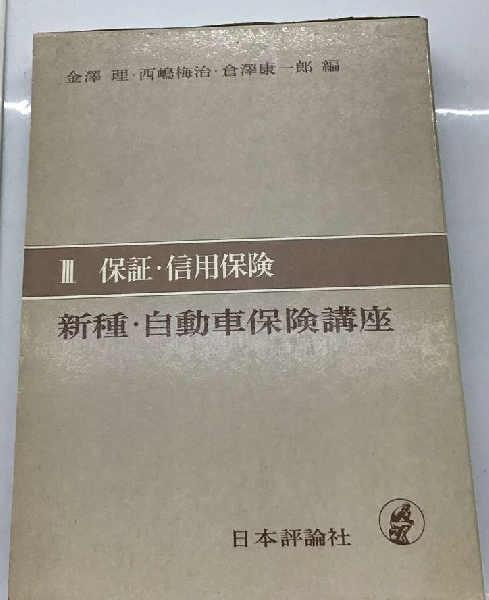 金澤 理・西嶋梅治・倉澤康一郎 編
Ⅲ 保証・信用保険
新種・自動車保険講座
日本評論社